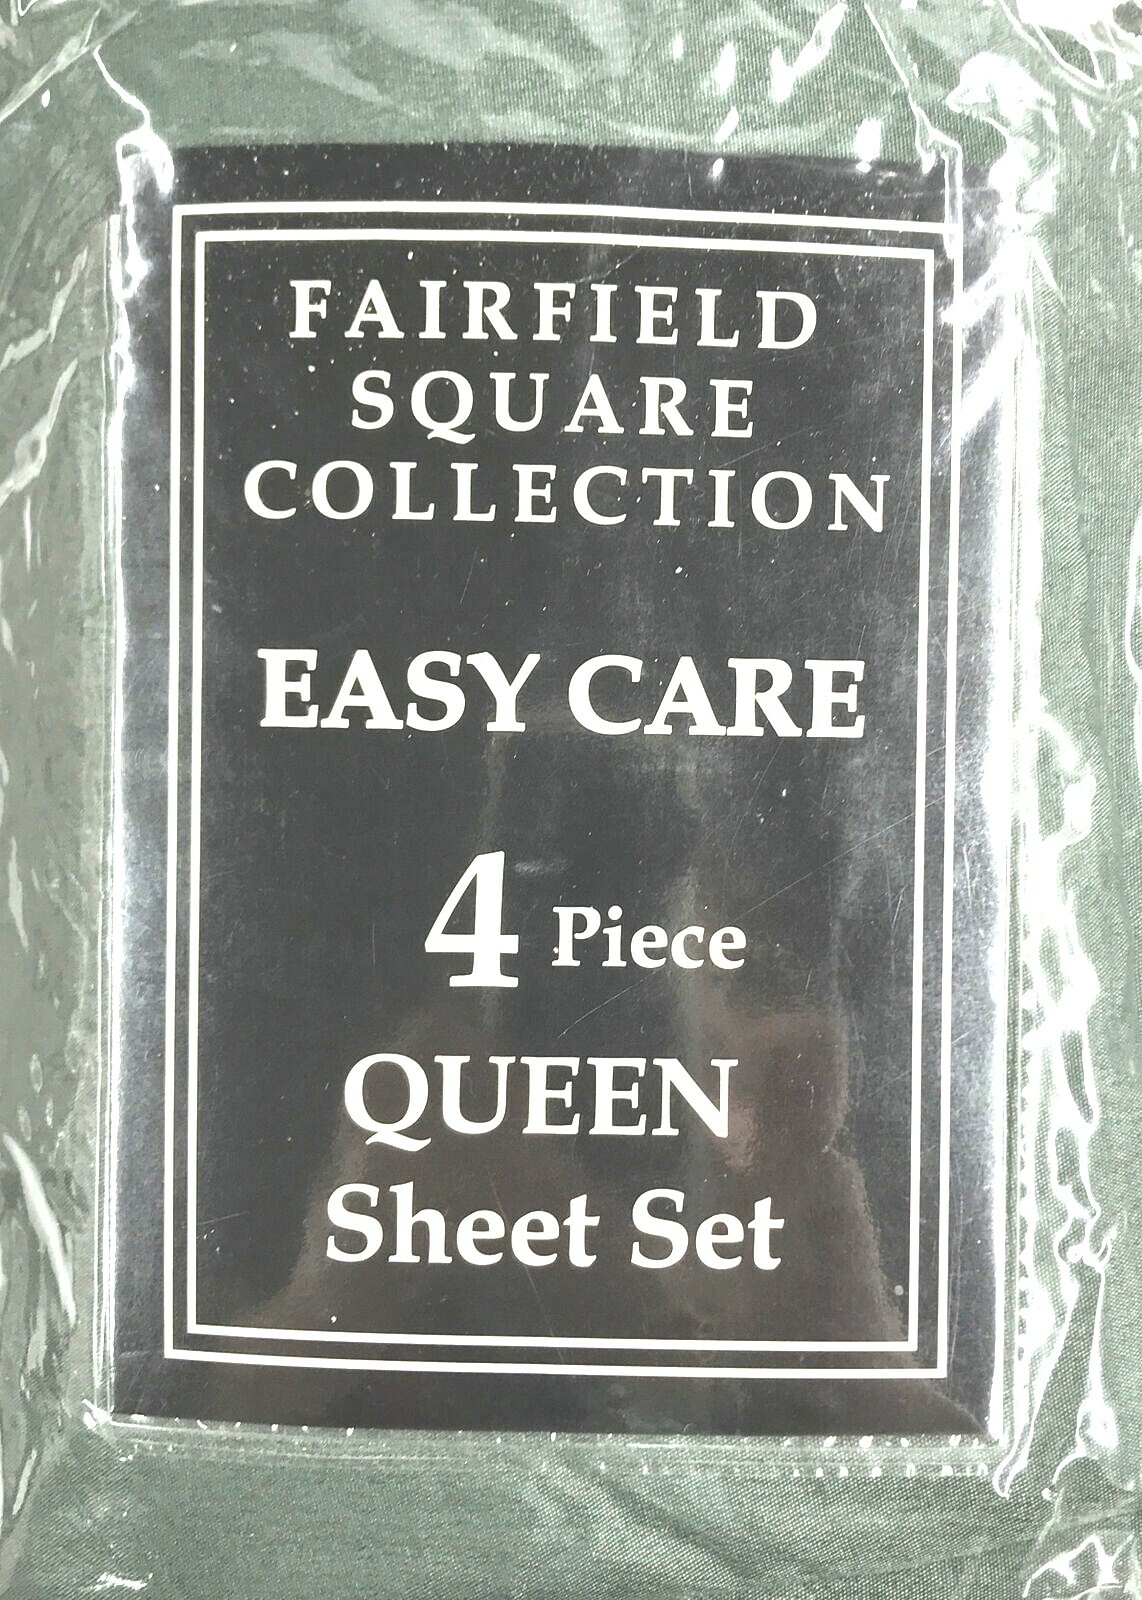 FAIRFIELD
SQUARE
COLLECTION
EASY CARE
4 Piece
QUEEN
Sheet Set